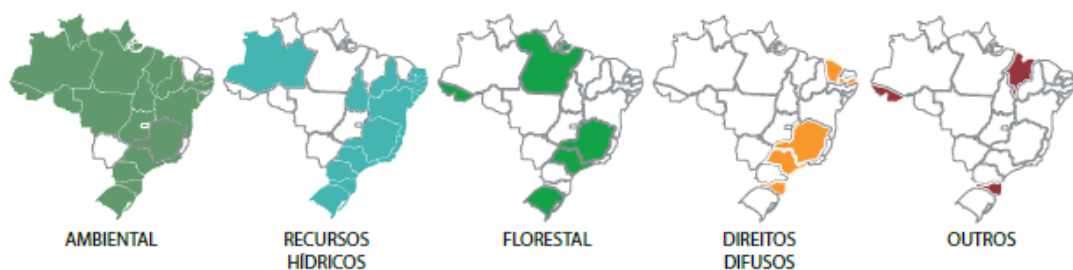 AMBIENTAL
RECURSOS
HÍDRICOS
FLORESTAL
DIREITOS
DIFUSOS
OUTROS